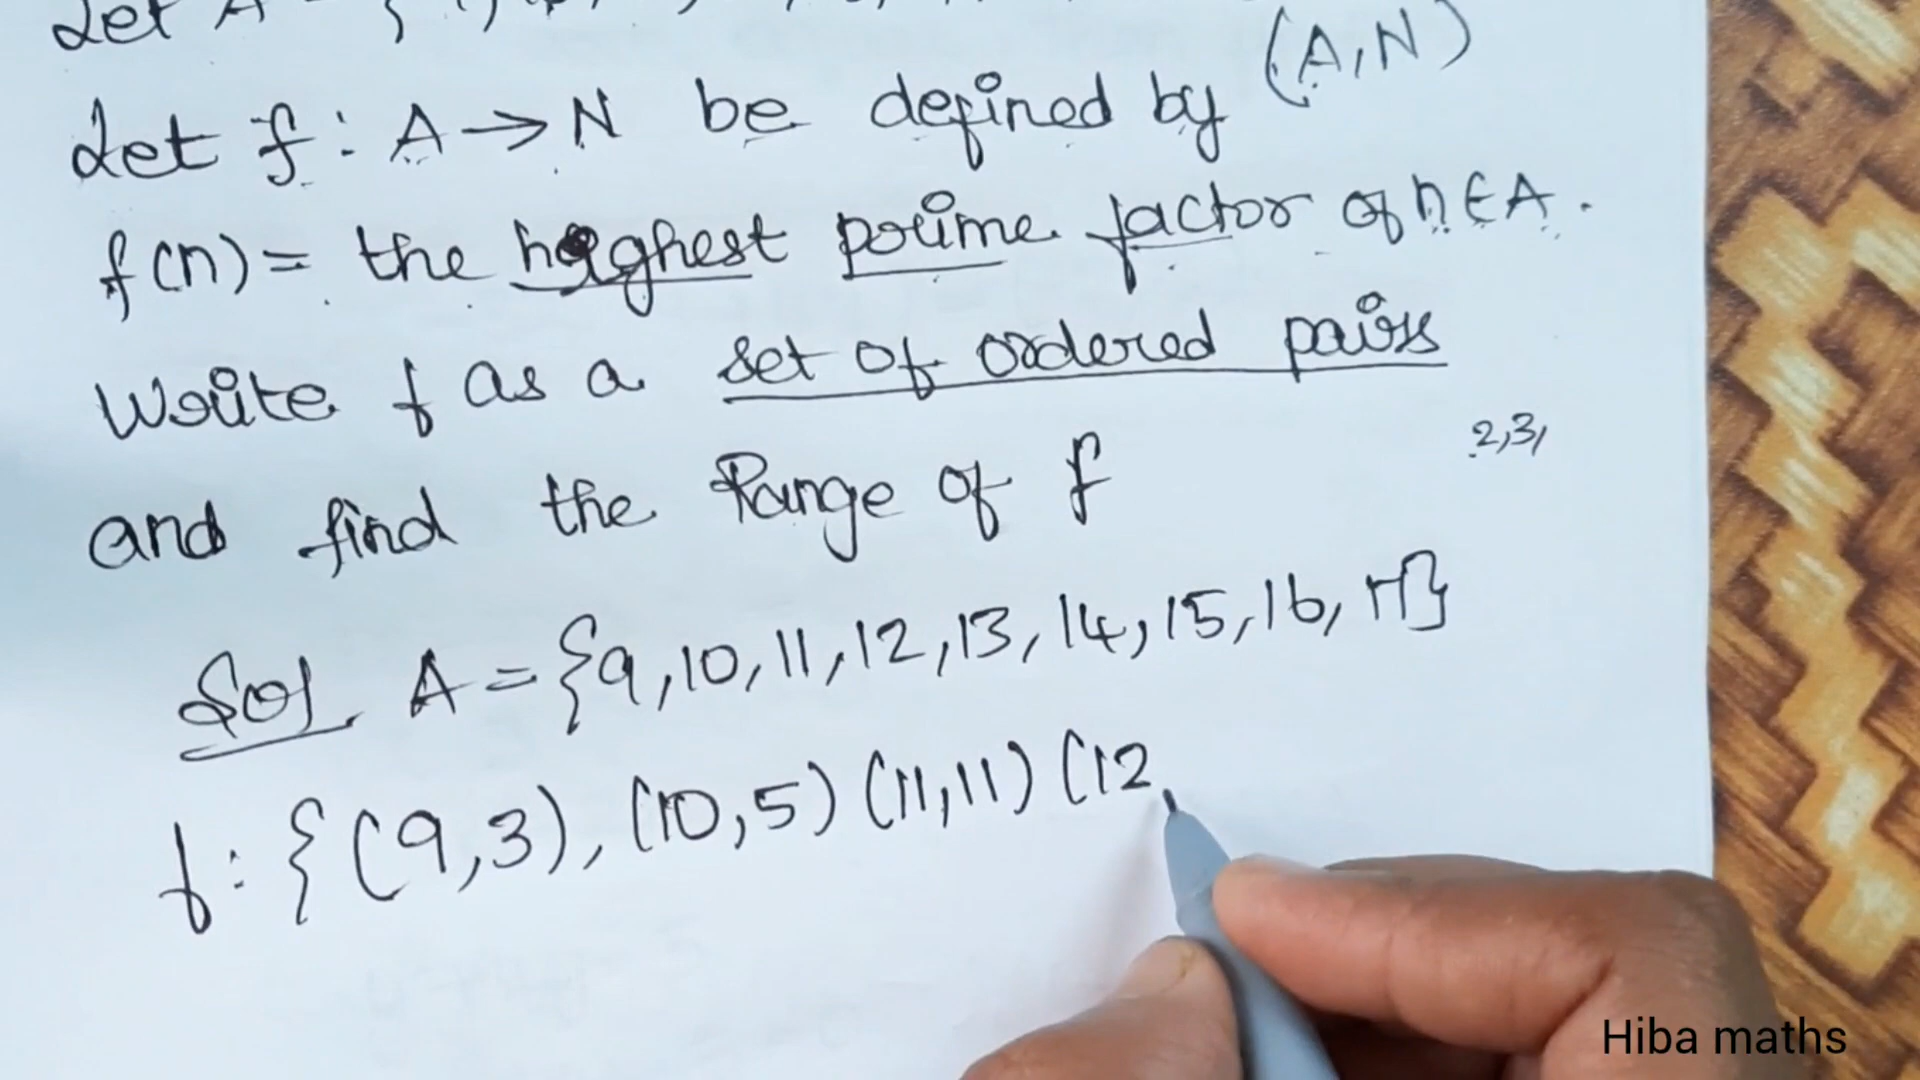 Let A = {
(A,N)
Let f : A → N be defined by
f(n) = the highest prime factor of n ∈ A.
Write f as a set of ordered pairs
and find the Range of f
2,3,
Sol A = {9,10,11,12,13,14,15,16,17}
f : {(9,3), (10,5) (11,11) (12,
Hiba maths